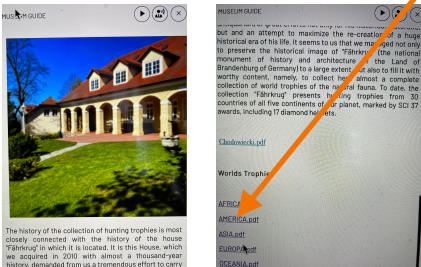 MUSEUM GUIDE
The history of the collection of hunting trophies is most
closely connected with the history of the house
"Fährkrug" in which it is located. It is this House, which
we acquired in 2010 with almost a thousand-year
history, demanded from us a tremendous effort to carry
MUSEUM GUIDE
but and an attempt to maximize the re-creation of a huge
historical era of his life. It seems to us that we managed not only
to preserve the historical image of "Fährkrug" (the national
monument of history and architecture in the Land of
Brandenburg of Germany) to a large extent but also to fill it with
worthy content, namely, to collect here almost a complete
collection of world trophies of the natural fauna. To date, the
collection "Fährkrug" presents hunting trophies from 30
countries of all five continents of our planet, marked by SCI 37
awards, including 17 diamond helmets.
Chodowiecki.pdf
Worlds Trophies
AFRICA
AMERICA.pdf
ASIA.pdf
EUROPA.pdf
OCEANIA.pdf